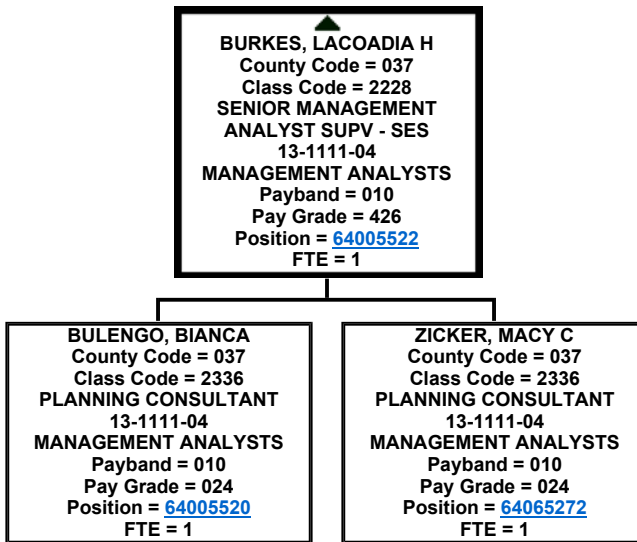 BURKES, LACOADIA H
County Code = 037
Class Code = 2228
SENIOR MANAGEMENT
ANALYST SUPV - SES
13-1111-04
MANAGEMENT ANALYSTS
Payband = 010
Pay Grade = 426
Position = 64005522
FTE = 1
BULENGO, BIANCA
County Code = 037
Class Code = 2336
PLANNING CONSULTANT
13-1111-04
MANAGEMENT ANALYSTS
Payband = 010
Pay Grade = 024
Position = 64005520
FTE = 1
ZICKER, MACY C
County Code = 037
Class Code = 2336
PLANNING CONSULTANT
13-1111-04
MANAGEMENT ANALYSTS
Payband = 010
Pay Grade = 024
Position = 64065272
FTE = 1